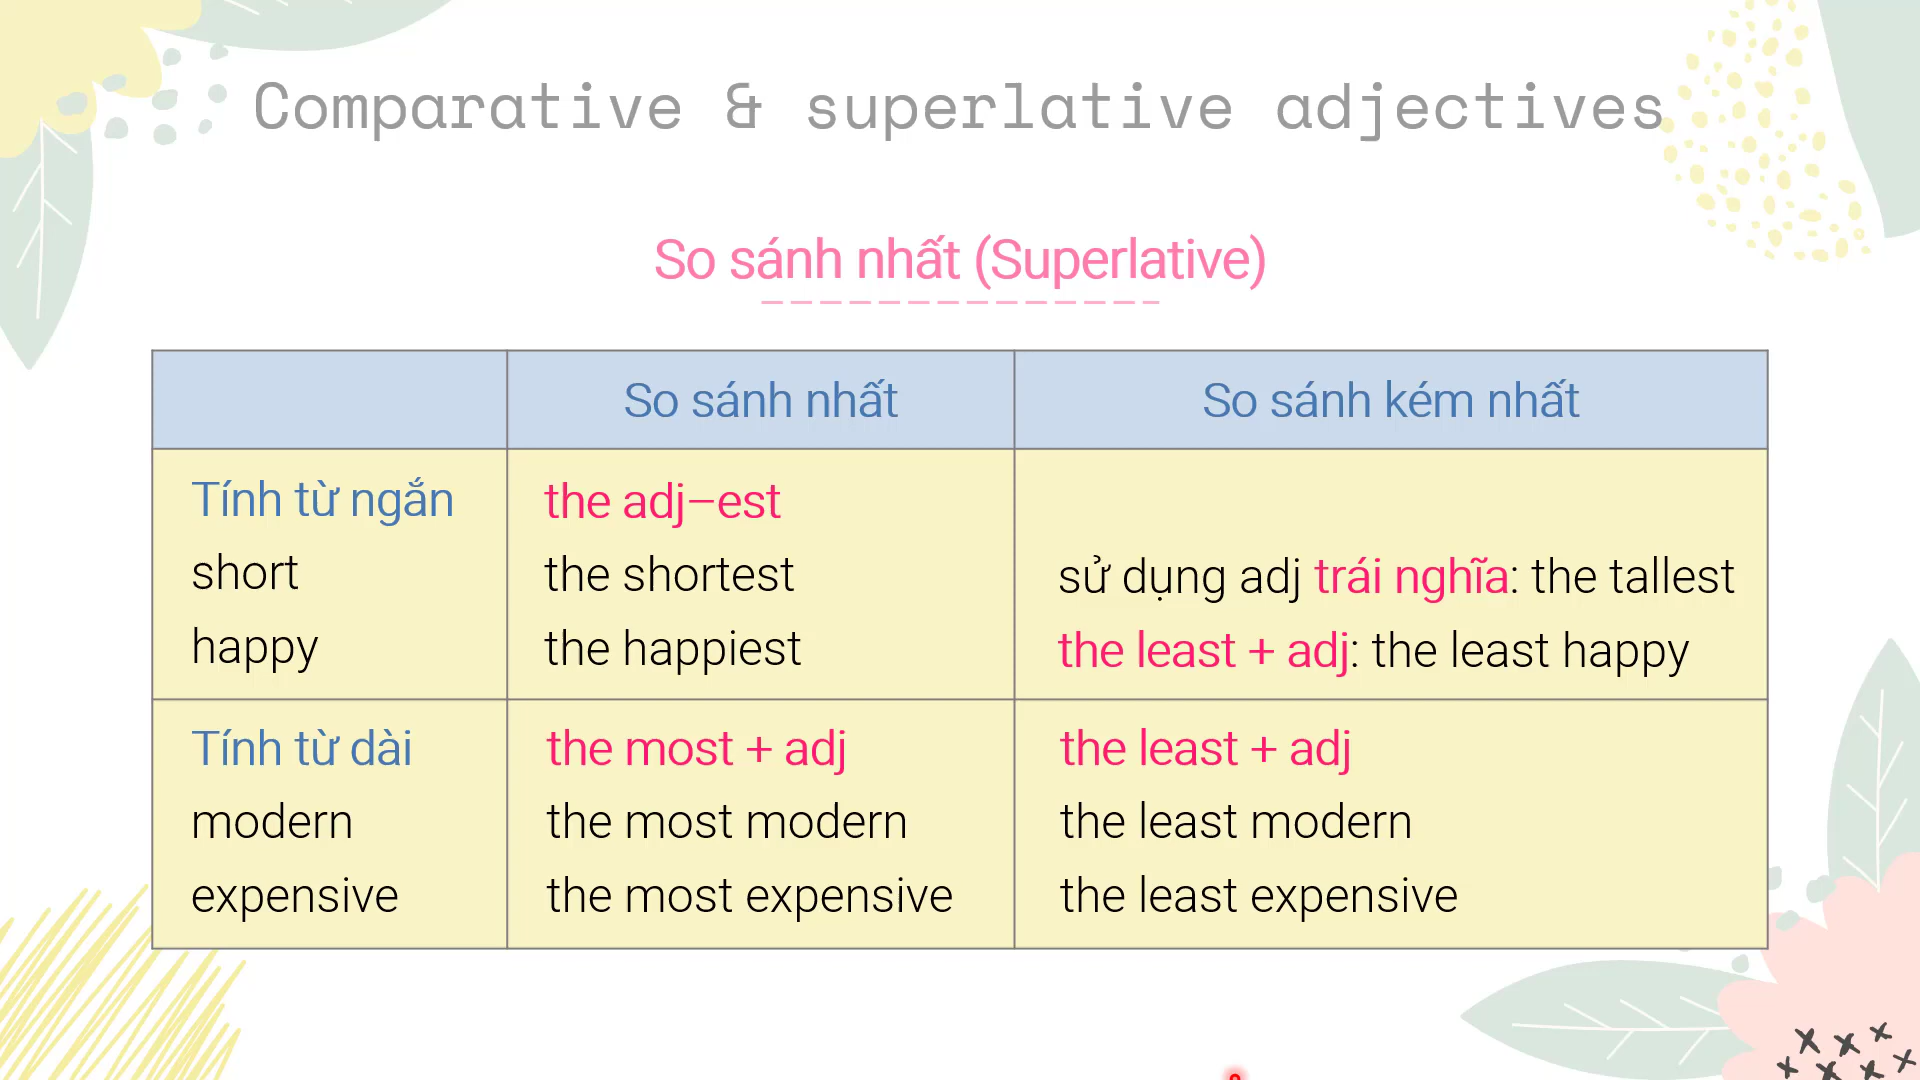 Comparative & superlative adjectives
So sánh nhất (Superlative)
So sánh nhất
So sánh kém nhất
Tính từ ngắn
short
happy
the adj–est
the shortest
the happiest
sử dụng adj trái nghĩa: the tallest
the least + adj: the least happy
Tính từ dài
modern
expensive
the most + adj
the most modern
the most expensive
the least + adj
the least modern
the least expensive